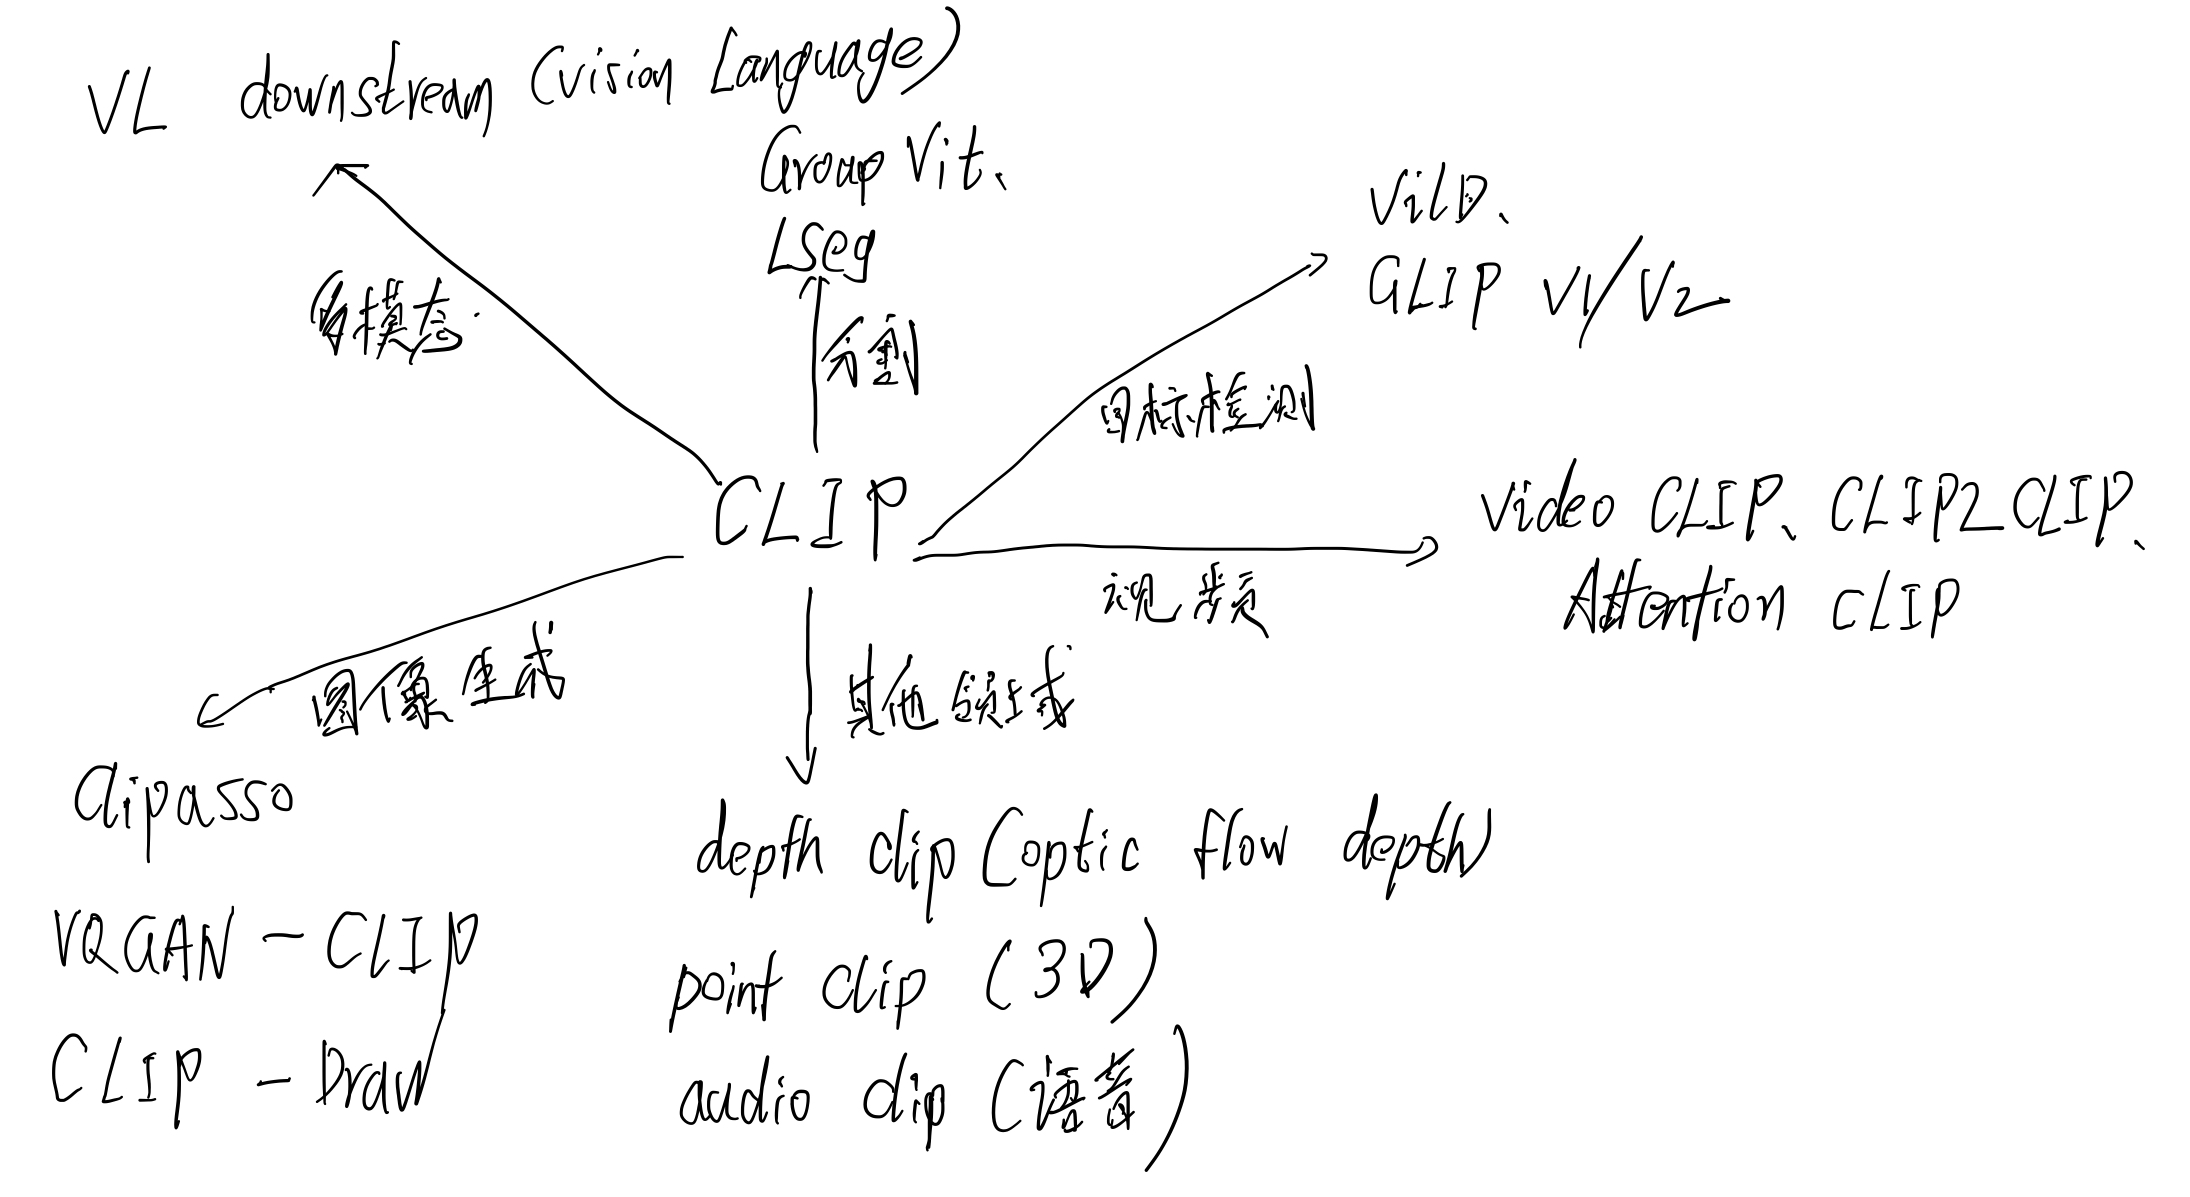 VL downstream (vision Language)
Group Vit、
Lseg
VilD、
GLIP V1/V2
多模态
分割
目标检测
CLIP
video CLIP、CLIP2CLIP、
Attention CLIP
视频
图像生成
其他领域
Clipasso
depth clip (optic flow depth)
VQGAN - CLIP
point clip (3D)
CLIP - Draw
audio clip (语音)